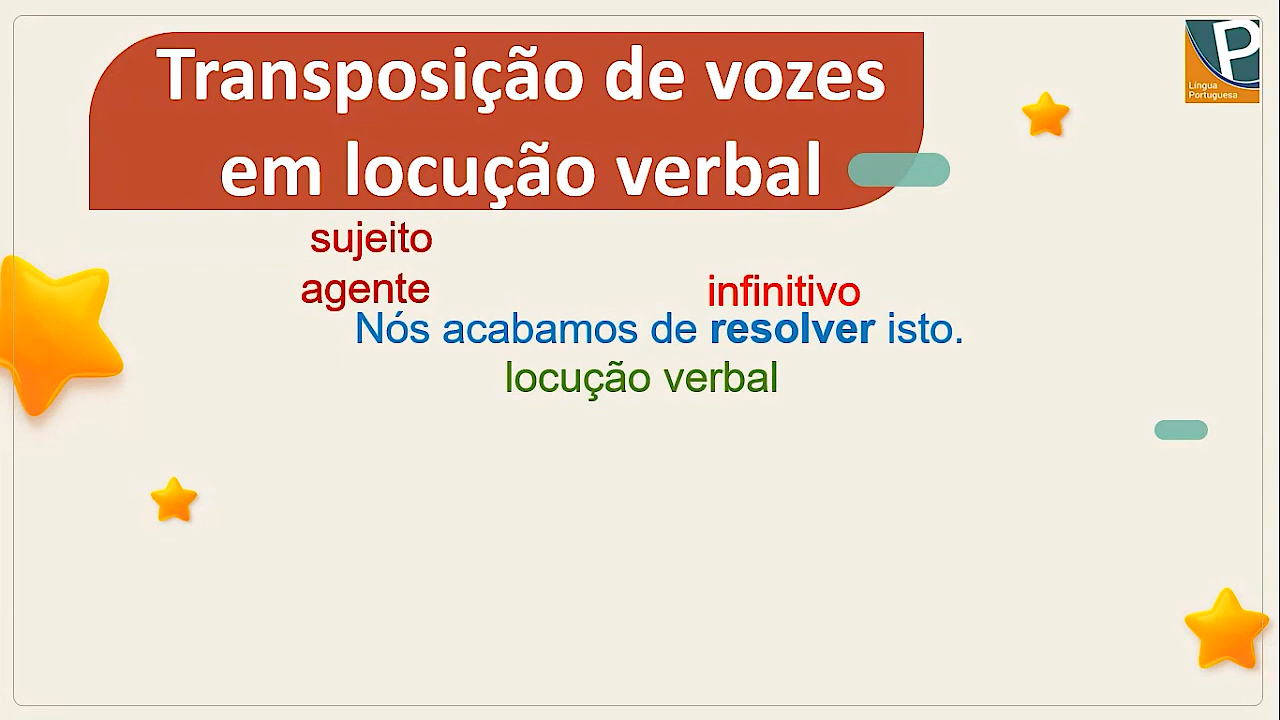 Transposição de vozes
em locução verbal
Língua
Portuguesa
sujeito
agente
infinitivo
Nós acabamos de resolver isto.
locução verbal